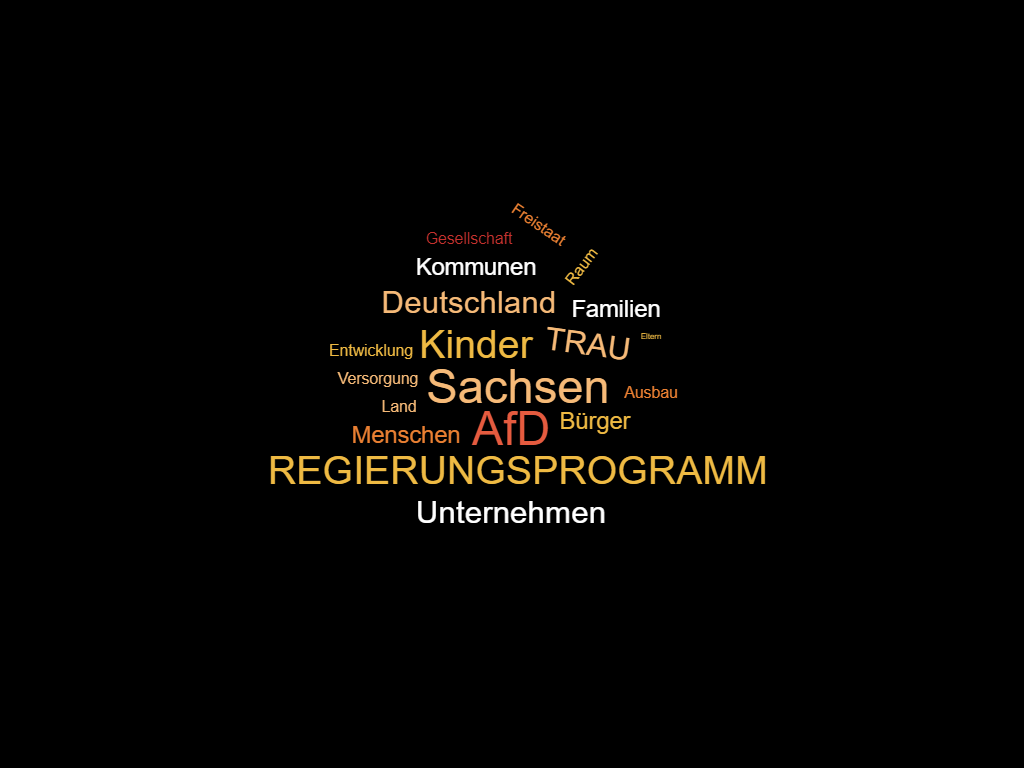 Freistaat
Gesellschaft
Raum
Kommunen
Deutschland
Familien
Kinder
TRAU
Eltern
Entwicklung
Versorgung
Sachsen
Ausbau
Land
AfD
Bürger
Menschen
REGIERUNGSPROGRAMM
Unternehmen